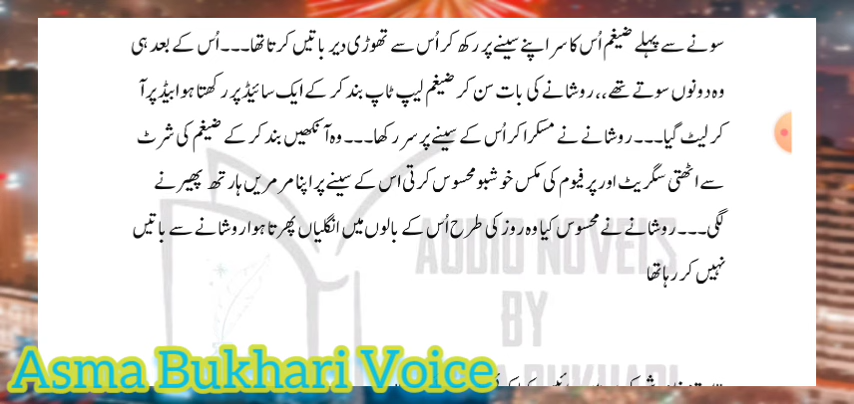 سونے سے پہلے ضیغم اُس کا سر اپنے سینے پر رکھ کر اُس سے تھوڑی دیر باتیں کرتا تھا۔۔۔ اُس کے بعد ہی
وہ دونوں سوتے تھے،، روشانے کی بات سن کر ضیغم لیپ ٹاپ بند کر کے ایک سائیڈ پر رکھتا ہوا بیڈ پر آ
کر لیٹ گیا۔۔۔ روشانے نے مسکرا کر اُس کے سینے پر سر رکھا۔۔۔ وہ آنکھیں بند کر کے ضیغم کی شرٹ
سے اٹھتی سگریٹ اور پرفیوم کی مکس خوشبو محسوس کرتی اس کے سینے پر اپنا مرمریں ہارتھ پھیرنے
لگی۔۔۔ روشانے نے محسوس کیا وہ روز کی طرح اُس کے بالوں میں انگلیاں پھرتا ہوا روشانے سے باتیں
نہیں کر رہا تھا
AUDIO NOVELS
BY
Asma Bukhari Voice